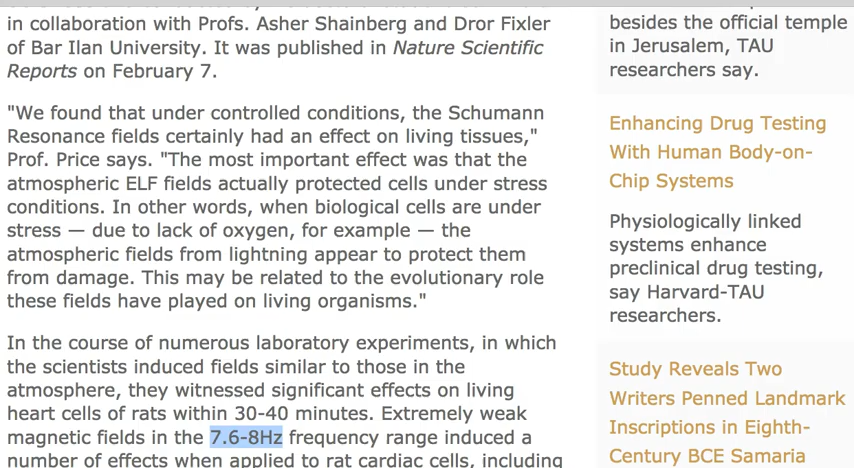 in collaboration with Profs. Asher Shainberg and Dror Fixler
of Bar Ilan University. It was published in Nature Scientific
Reports on February 7.
"We found that under controlled conditions, the Schumann
Resonance fields certainly had an effect on living tissues,"
Prof. Price says. "The most important effect was that the
atmospheric ELF fields actually protected cells under stress
conditions. In other words, when biological cells are under
stress — due to lack of oxygen, for example — the
atmospheric fields from lightning appear to protect them
from damage. This may be related to the evolutionary role
these fields have played on living organisms."
In the course of numerous laboratory experiments, in which
the scientists induced fields similar to those in the
atmosphere, they witnessed significant effects on living
heart cells of rats within 30-40 minutes. Extremely weak
magnetic fields in the 7.6-8Hz frequency range induced a
number of effects when applied to rat cardiac cells, including
besides the official temple
in Jerusalem, TAU
researchers say.
Enhancing Drug Testing
With Human Body-on-
Chip Systems
Physiologically linked
systems enhance
preclinical drug testing,
say Harvard-TAU
researchers.
Study Reveals Two
Writers Penned Landmark
Inscriptions in Eighth-
Century BCE Samaria